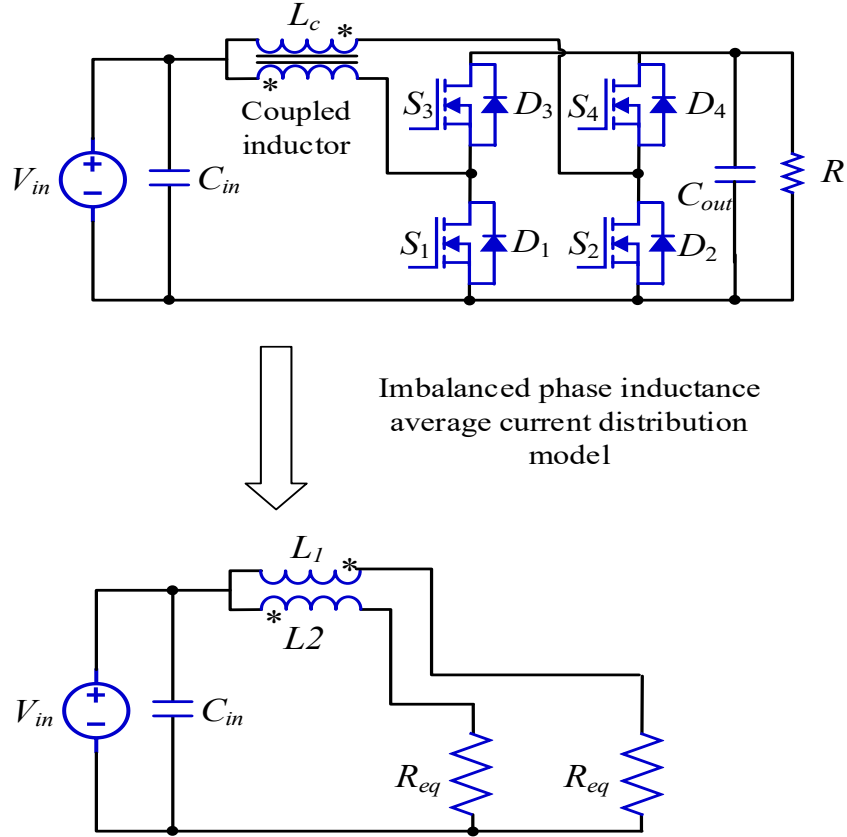 L_c
*
*
Coupled
inductor
V_in
+
−
C_in
S_3
D_3
S_4
D_4
S_1
D_1
S_2
D_2
C_out
R
Imbalanced phase inductance
average current distribution
model
L_1
*
*
L2
V_in
+
−
C_in
R_eq
R_eq